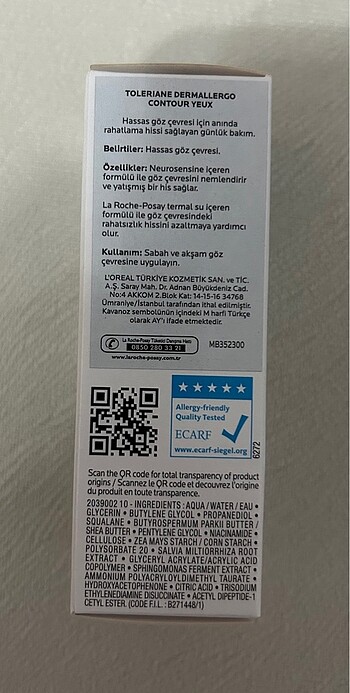 TOLERIANE DERMALLERGO
CONTOUR YEUX
Hassas göz çevresi için anında
rahatlama hissi sağlayan günlük bakım.
Belirtiler: Hassas göz çevresi.
Özellikler: Neurosensine içeren
formülü ile göz çevresini nemlendirir
ve yatışmış bir his sağlar.
La Roche-Posay termal su içeren
formülü ile göz çevresindeki
rahatsızlık hissini azaltmaya yardımcı
olur.
Kullanım: Sabah ve akşam göz
çevresine uygulayın.
L'OREAL TÜRKİYE KOZMETİK SAN. ve TİC.
A.Ş. Saray Mah. Dr. Adnan Büyükdeniz Cad.
No:4 AKKOM 2.Blok Kat: 14-15-16 34768
Ümraniye/İstanbul tarafından ithal edilmiştir.
Kavanoz sembolünün içindeki M harfi Türkçe
olarak AY'ı ifade etmektedir.
La Roche-Posay Tüketici Danışma Hattı
0850 280 33 21
www.laroche-posay.com.tr
MB352300
Allergy-friendly
Quality Tested
ECARF
www.ecarf-siegel.org
6272
Scan the QR code for total transparency of product
origins / Scannez le QR code et decouvrez l'origine
du produit en toute transparence.
2039002 10 - INGREDIENTS : AQUA / WATER / EAU •
GLYCERIN • BUTYLENE GLYCOL • PROPANEDIOL •
SQUALANE • BUTYROSPERMUM PARKII BUTTER /
SHEA BUTTER • PENTYLENE GLYCOL • NIACINAMIDE •
CELLULOSE • ZEA MAYS STARCH / CORN STARCH •
POLYSORBATE 20 • SALVIA MILTIORRHIZA ROOT
EXTRACT • GLYCERYL ACRYLATE/ACRYLIC ACID
COPOLYMER • SPHINGOMONAS FERMENT EXTRACT •
AMMONIUM POLYACRYLOYLDIMETHYL TAURATE •
HYDROXYACETOPHENONE • CITRIC ACID • TRISODIUM
ETHYLENEDIAMINE DISUCCINATE • ACETYL DIPEPTIDE-1
CETYL ESTER. (CODE F.I.L. : B271448/1)